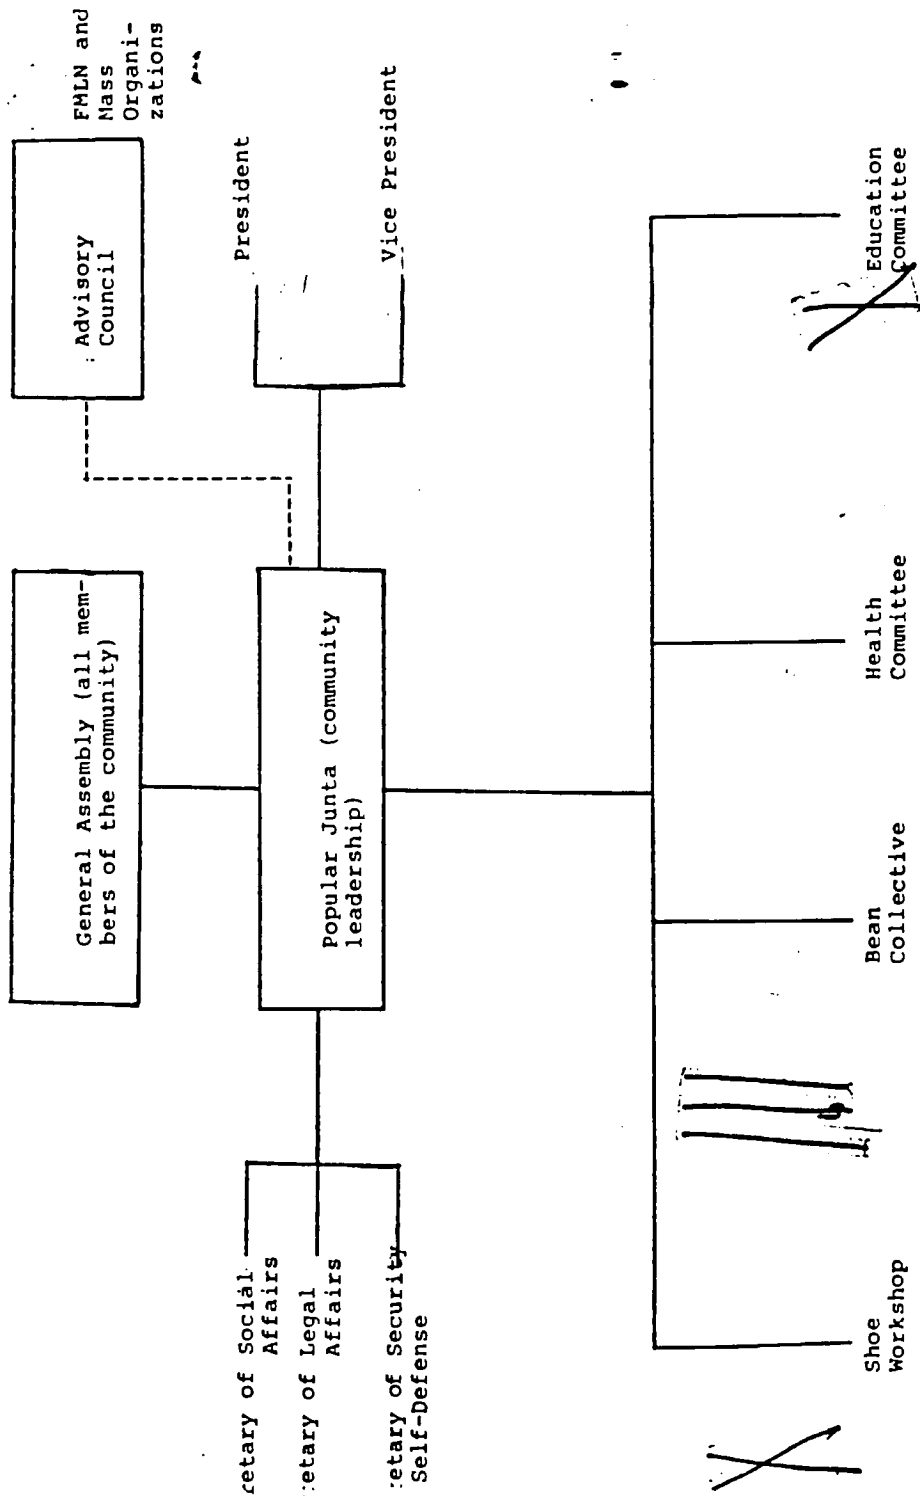 General Assembly (all mem-
bers of the community)
: Advisory
Council
FMLN and
Mass
Organi-
zations
retary of Social
Affairs
etary of Legal
Affairs
etary of Security
Self-Defense
Popular Junta (community
leadership)
President
Vice President
Shoe
Workshop
Bean
Collective
Health
Committee
Education
Committee